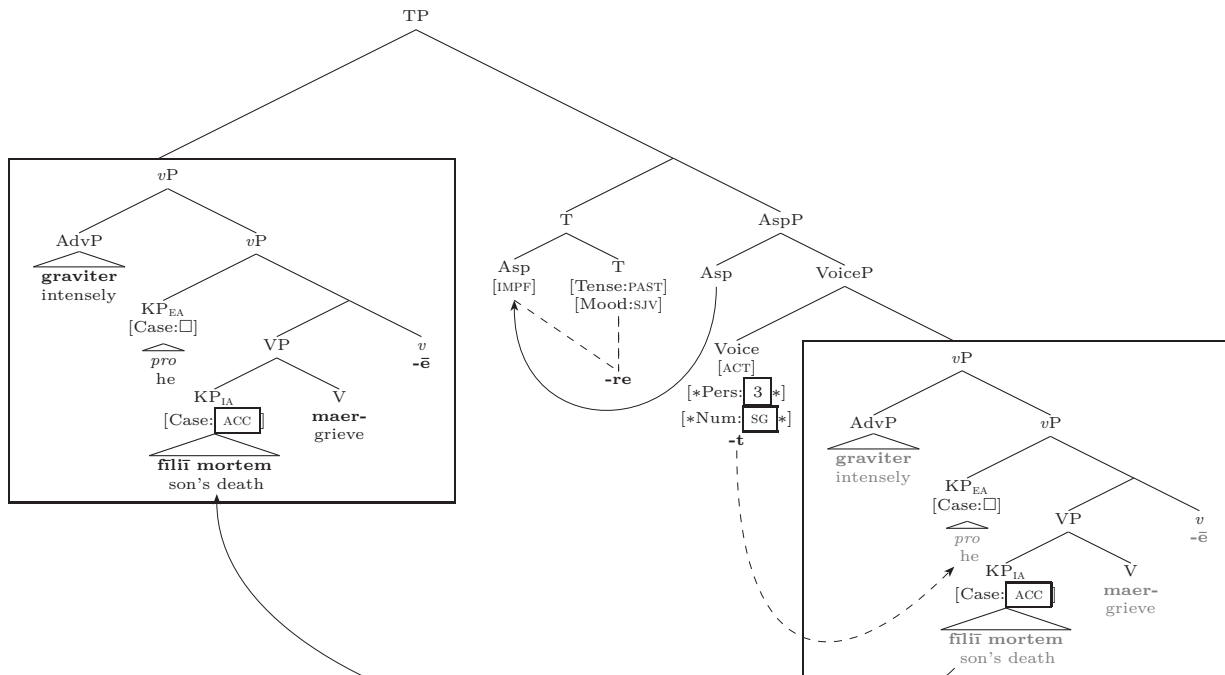 TP
vP
AdvP
graviter
intensely
vP
KP_EA
[Case:□]
pro
he
VP
KP_IA
[Case: ACC ]
fīliī mortem
son's death
V
maer-
grieve
v
-ē
T
Asp
[IMPF]
T
[Tense:PAST]
[Mood:SJV]
-re
AspP
Asp
VoiceP
Voice
[ACT]
[∗Pers: 3 ∗]
[∗Num: SG ∗]
-t
vP
AdvP
graviter
intensely
vP
KP_EA
[Case:□]
pro
he
VP
KP_IA
[Case: ACC ]
fīliī mortem
son's death
V
maer-
grieve
v
-ē